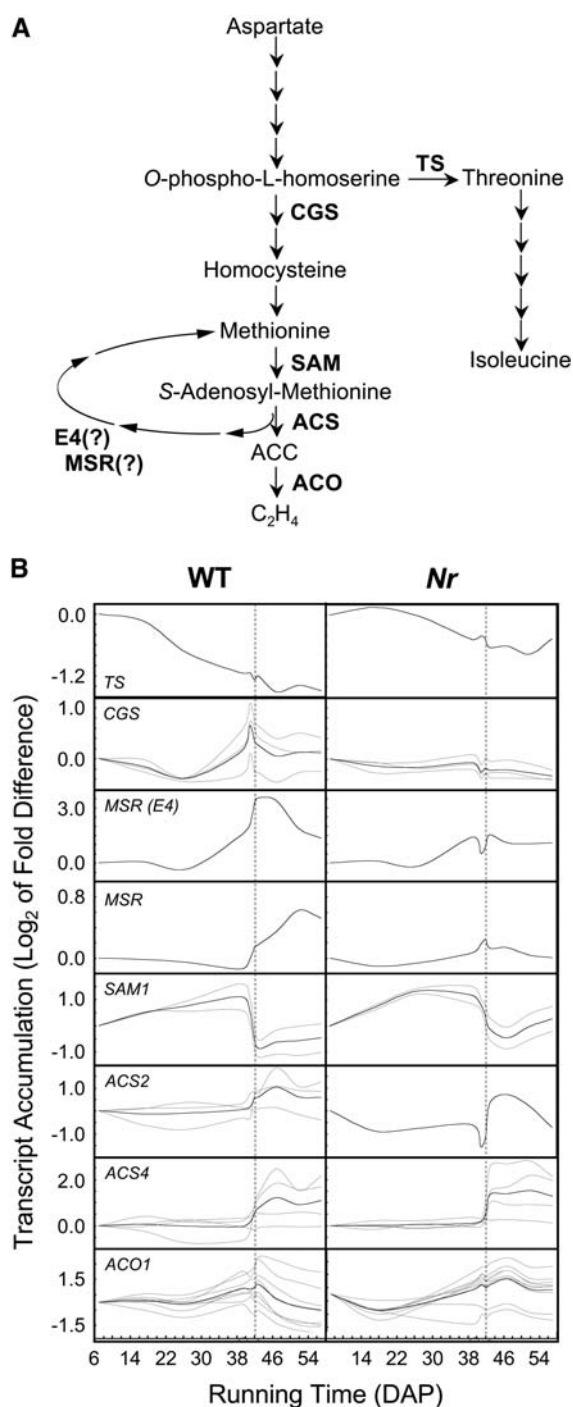 A
Aspartate
O-phospho-L-homoserine TS Threonine
CGS
Homocysteine
Methionine
SAM
Isoleucine
S-Adenosyl-Methionine
ACS
E4(?)
MSR(?)
ACC
ACO
C₂H₄
B
WT Nr
Transcript Accumulation (Log₂ of Fold Difference)
0.0
-1.2
TS
1.0
CGS
0.0
3.0
MSR (E4)
0.0
0.8
MSR
0.0
SAM1
1.0
-1.0
ACS2
1.0
-1.0
ACS4
2.0
0.0
ACO1
1.5
-1.5
6 14 22 30 38 46 54 6 14 22 30 38 46 54
Running Time (DAP)